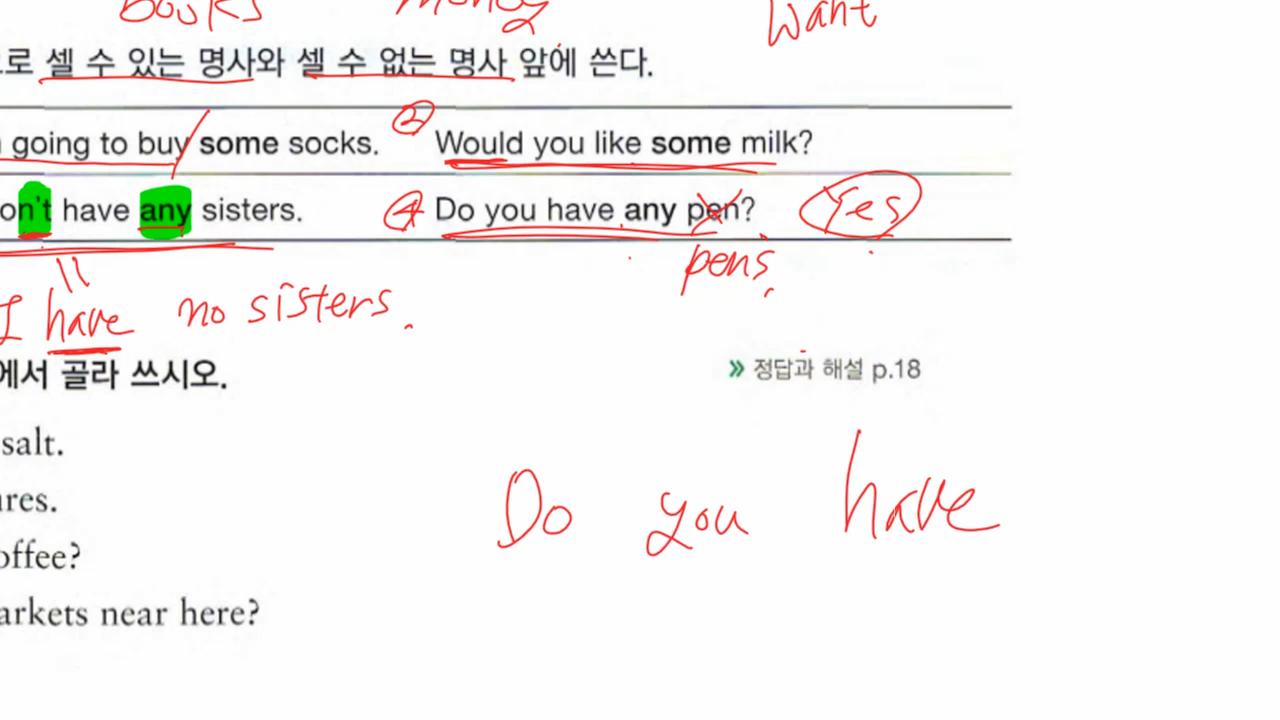 books money want
로 셀 수 있는 명사와 셀 수 없는 명사 앞에 쓴다.
going to buy some socks. ② Would you like some milk?
on't have any sisters. ④ Do you have any pen? Yes
pens
I have no sisters.
에서 골라 쓰시오. » 정답과 해설 p.18
salt.
ures.
Do you have
offee?
arkets near here?